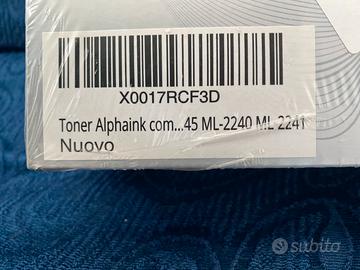 X0017RCF3D
Toner Alphaink com...45 ML-2240 ML 2241
Nuovo
subito